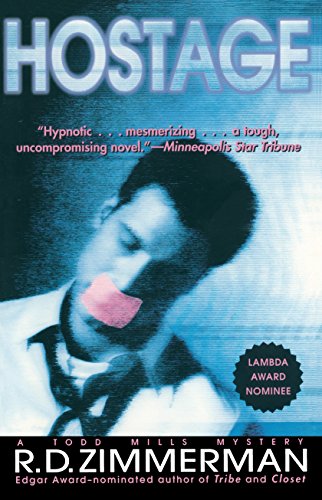 HOSTAGE
"Hypnotic . . . mesmerizing . . . a tough,
uncompromising novel."—Minneapolis Star Tribune
LAMBDA
AWARD
NOMINEE
A TODD MILLS MYSTERY
R.D.ZIMMERMAN
Edgar Award–nominated author of Tribe and Closet